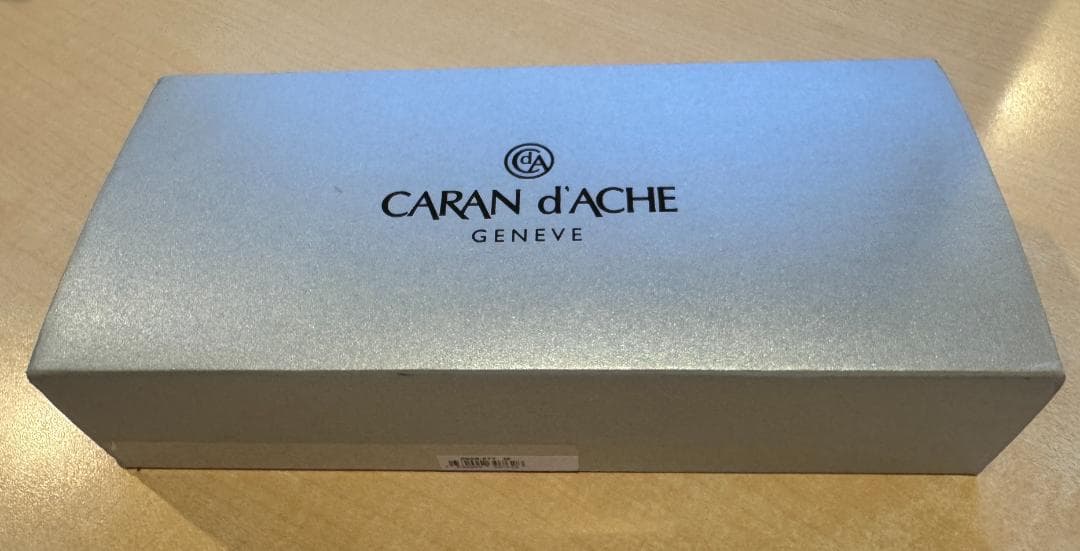 CdA
CARAN d'ACHE
GENEVE